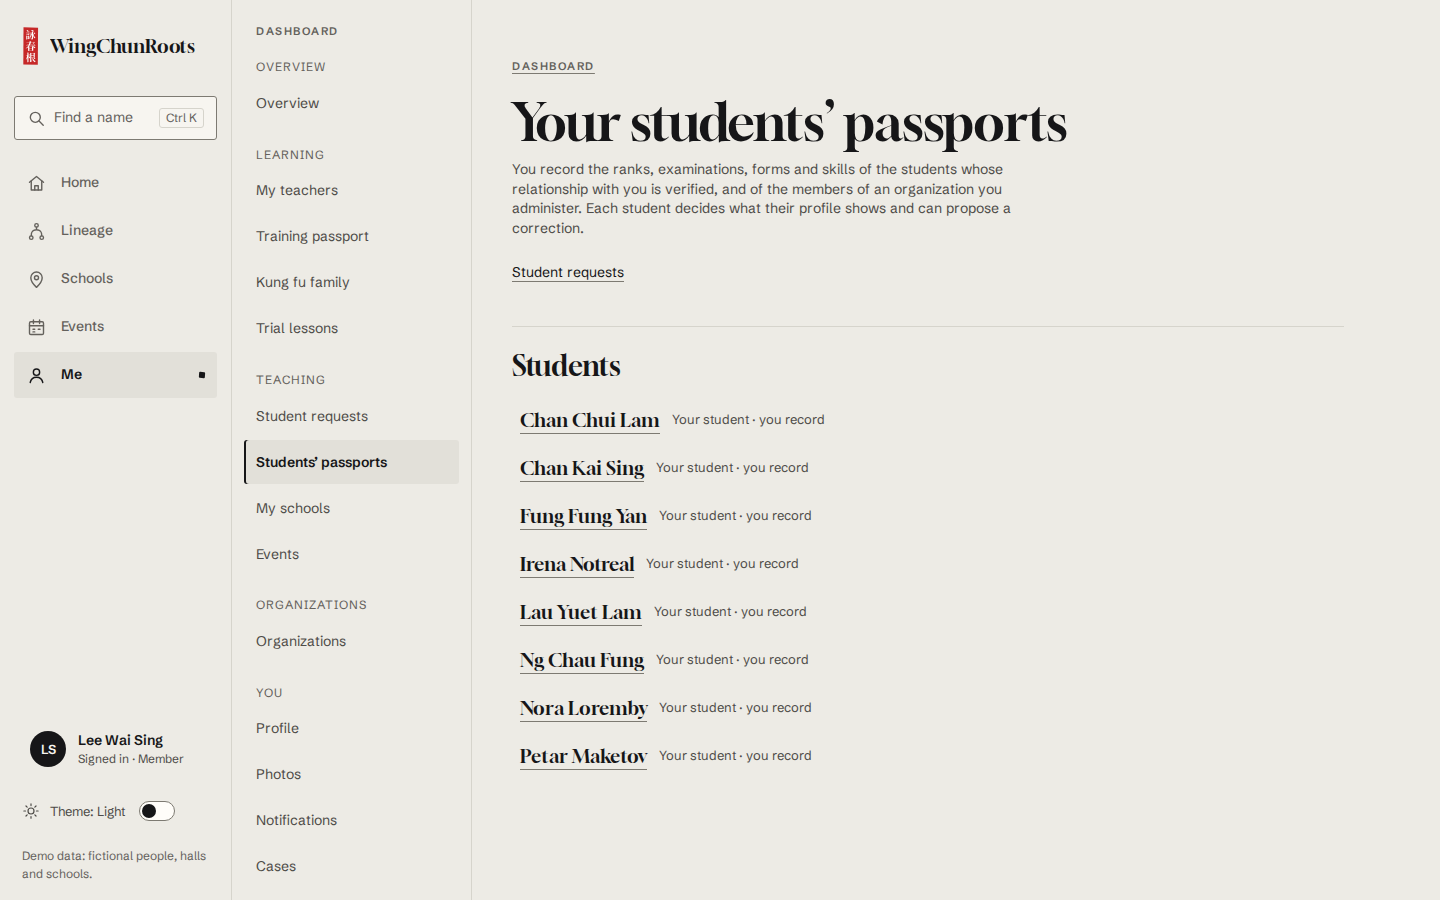 詠春根
WingChunRoots
Find a name
Ctrl K
Home
Lineage
Schools
Events
Me
LS
Lee Wai Sing
Signed in · Member
Theme: Light
Demo data: fictional people, halls
and schools.
DASHBOARD
OVERVIEW
Overview
LEARNING
My teachers
Training passport
Kung fu family
Trial lessons
TEACHING
Student requests
Students’ passports
My schools
Events
ORGANIZATIONS
Organizations
YOU
Profile
Photos
Notifications
Cases
DASHBOARD
Your students’ passports
You record the ranks, examinations, forms and skills of the students whose
relationship with you is verified, and of the members of an organization you
administer. Each student decides what their profile shows and can propose a
correction.
Student requests
Students
Chan Chui Lam Your student · you record
Chan Kai Sing Your student · you record
Fung Fung Yan Your student · you record
Irena Notreal Your student · you record
Lau Yuet Lam Your student · you record
Ng Chau Fung Your student · you record
Nora Loremby Your student · you record
Petar Maketov Your student · you record